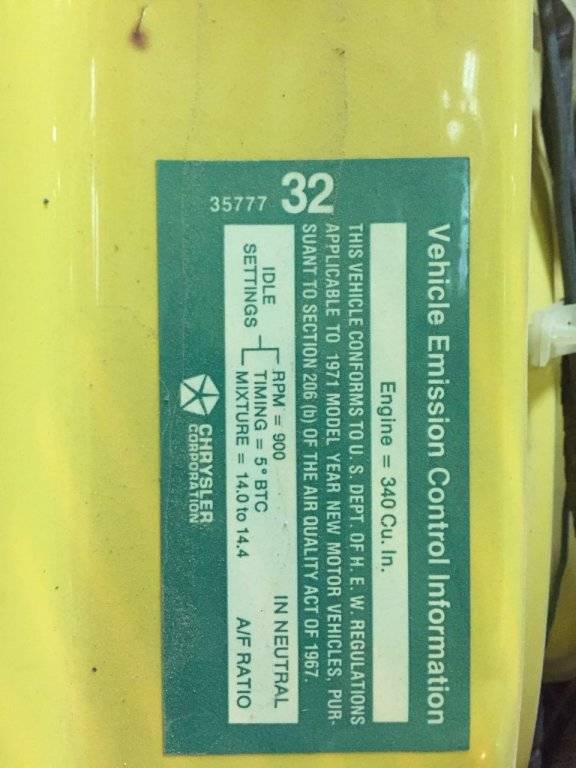 Vehicle Emission Control Information
Engine = 340 Cu. In.
THIS VEHICLE CONFORMS TO U. S. DEPT. OF H. E. W. REGULATIONS
APPLICABLE TO 1971 MODEL YEAR NEW MOTOR VEHICLES, PUR-
SUANT TO SECTION 206 (b) OF THE AIR QUALITY ACT OF 1967.
IDLE SETTINGS
RPM = 900 IN NEUTRAL
TIMING = 5° BTC
MIXTURE = 14.0 to 14.4 A/F RATIO
CHRYSLER
CORPORATION
32
35777